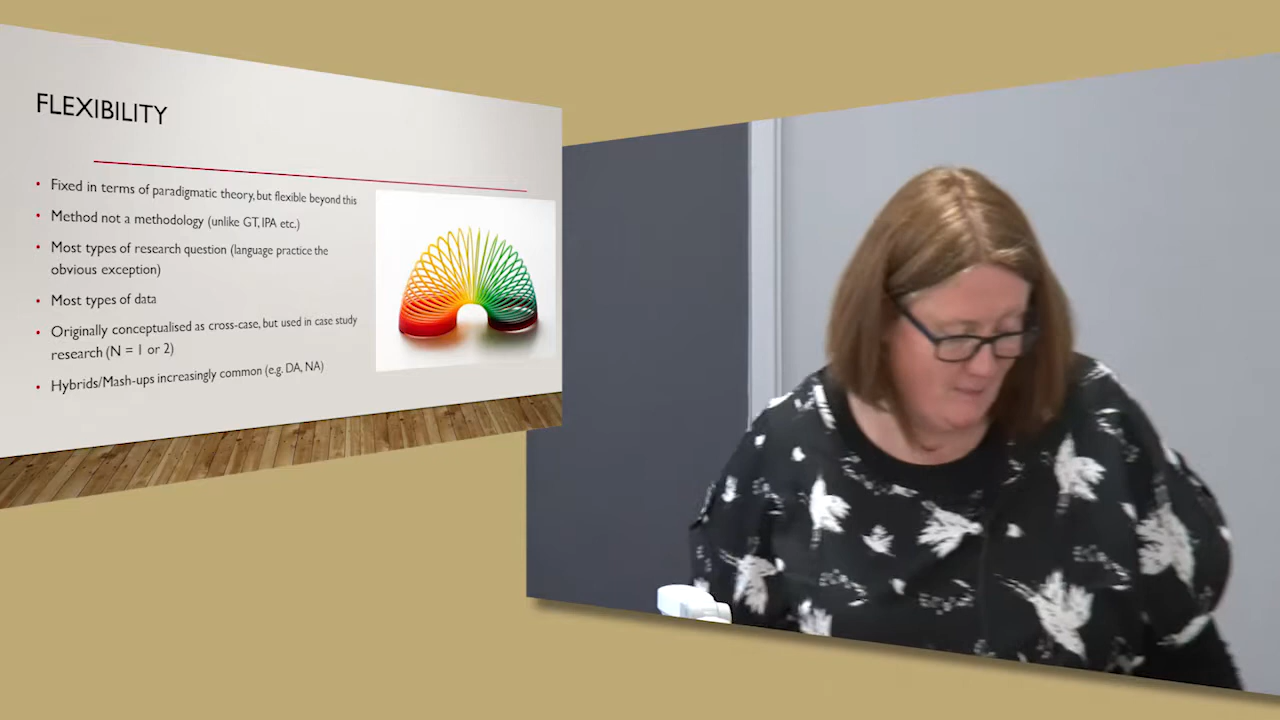 FLEXIBILITY
• Fixed in terms of paradigmatic theory, but flexible beyond this
• Method not a methodology (unlike GT, IPA etc.)
• Most types of research question (language practice the
obvious exception)
• Most types of data
• Originally conceptualised as cross-case, but used in case study
research (N = 1 or 2)
• Hybrids/Mash-ups increasingly common (e.g. DA, NA)